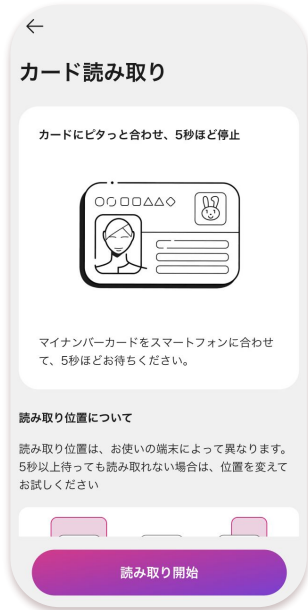 カード読み取り
カードにピタっと合わせ、5秒ほど停止
マイナンバーカードをスマートフォンに合わせ
て、5秒ほどお待ちください。
読み取り位置について
読み取り位置は、お使いの端末によって異なります。
5秒以上待っても読み取れない場合は、位置を変えて
お試しください
読み取り開始